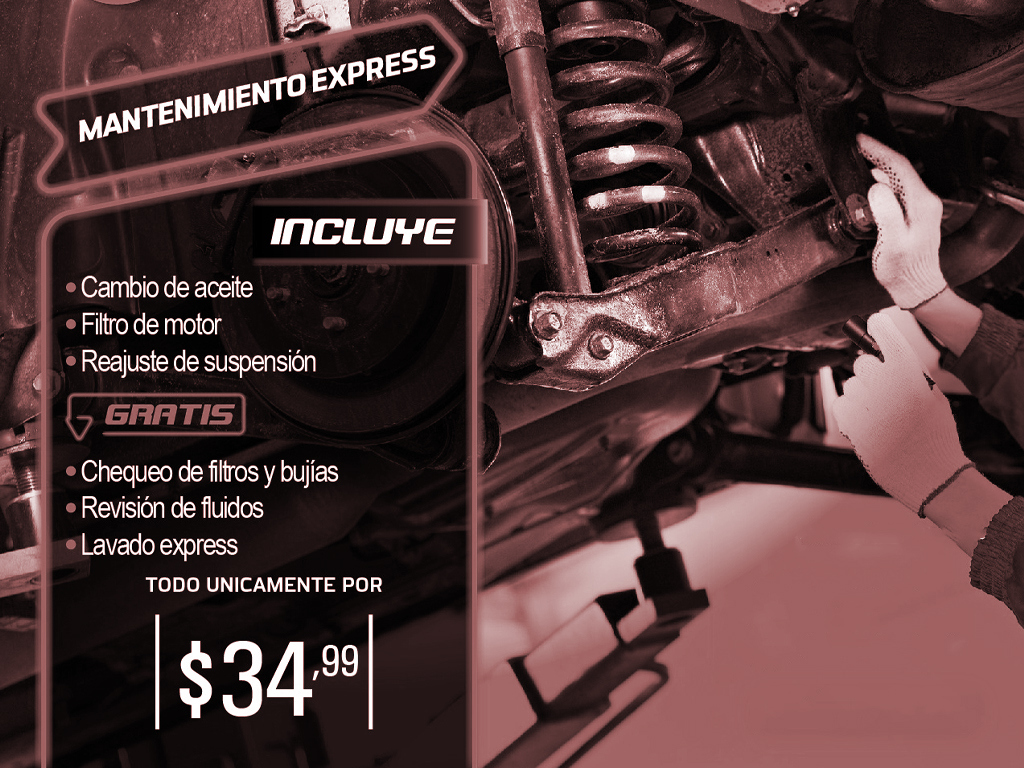 MANTENIMIENTO EXPRESS
INCLUYE
• Cambio de aceite
• Filtro de motor
• Reajuste de suspensión
GRATIS
• Chequeo de filtros y bujías
• Revisión de fluidos
• Lavado express
TODO UNICAMENTE POR
$34,99